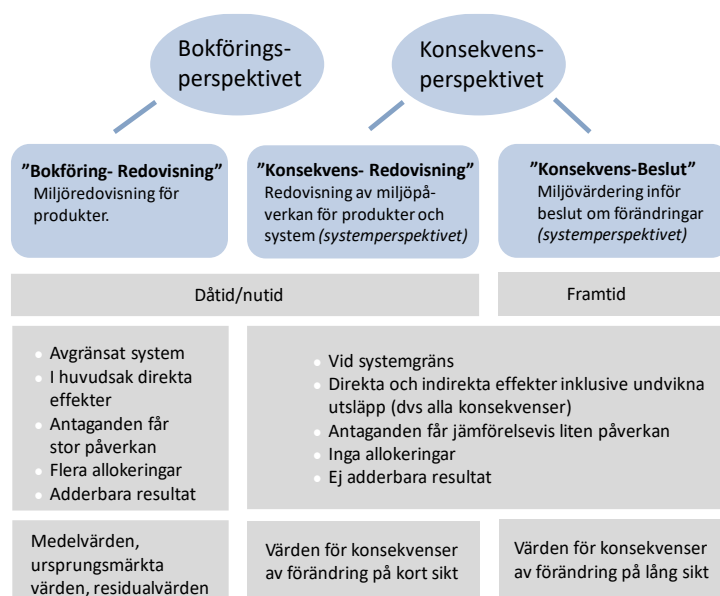 Bokförings-
perspektivet
Konsekvens-
perspektivet
”Bokföring- Redovisning”
Miljöredovisning för
produkter.
”Konsekvens- Redovisning”
Redovisning av miljöpå-
verkan för produkter och
system (systemperspektivet)
”Konsekvens-Beslut”
Miljövärdering inför
beslut om förändringar
(systemperspektivet)
Dåtid/nutid
Framtid
• Avgränsat system
• I huvudsak direkta
effekter
• Antaganden får
stor påverkan
• Flera allokeringar
• Adderbara resultat
• Vid systemgräns
• Direkta och indirekta effekter inklusive undvikna
utsläpp (dvs alla konsekvenser)
• Antaganden får jämförelsevis liten påverkan
• Inga allokeringar
• Ej adderbara resultat
Medelvärden,
ursprungsmärkta
värden, residualvärden
Värden för konsekvenser
av förändring på kort sikt
Värden för konsekvenser
av förändring på lång sikt